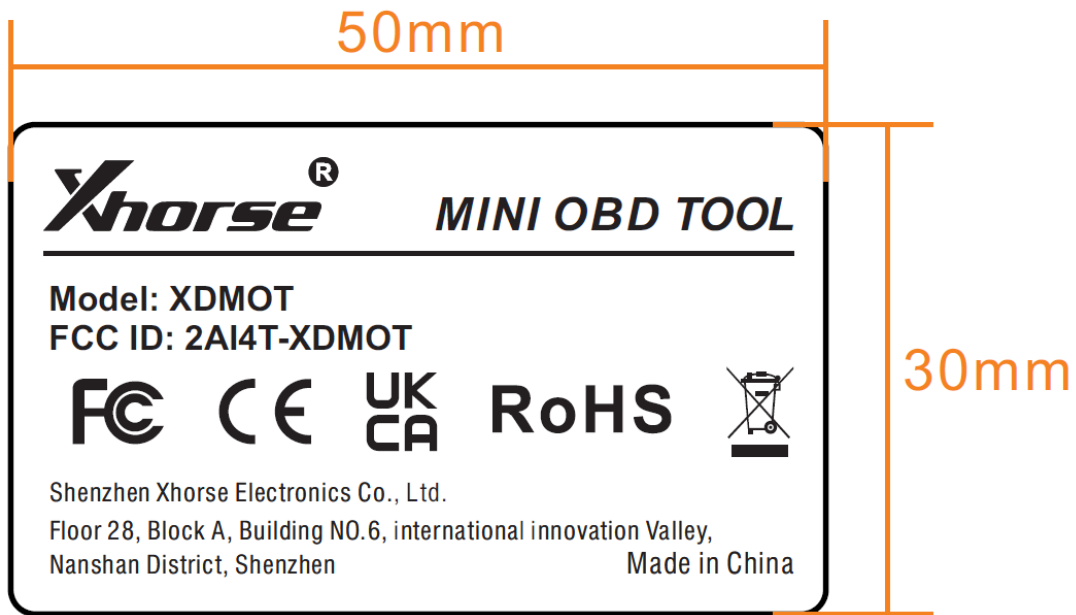 50mm
Xhorse®
MINI OBD TOOL
Model: XDMOT
FCC ID: 2AI4T-XDMOT
FC CE UK CA RoHS
Shenzhen Xhorse Electronics Co., Ltd.
Floor 28, Block A, Building NO.6, international innovation Valley,
Nanshan District, Shenzhen
Made in China
30mm